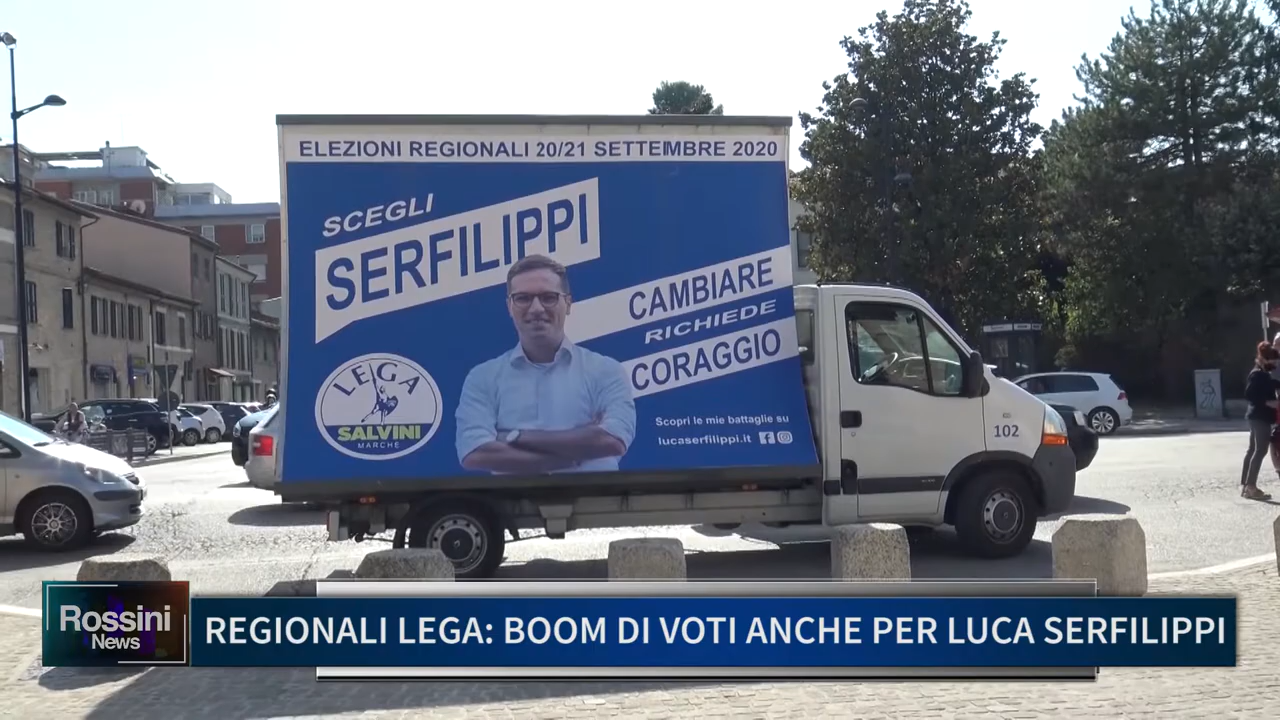 ELEZIONI REGIONALI 20/21 SETTEMBRE 2020
SCEGLI
SERFILIPPI
CAMBIARE
RICHIEDE
CORAGGIO
LEGA
SALVINI
MARCHE
Scopri le mie battaglie su
lucaserfilippi.it
102
Rossini
News
REGIONALI LEGA: BOOM DI VOTI ANCHE PER LUCA SERFILIPPI